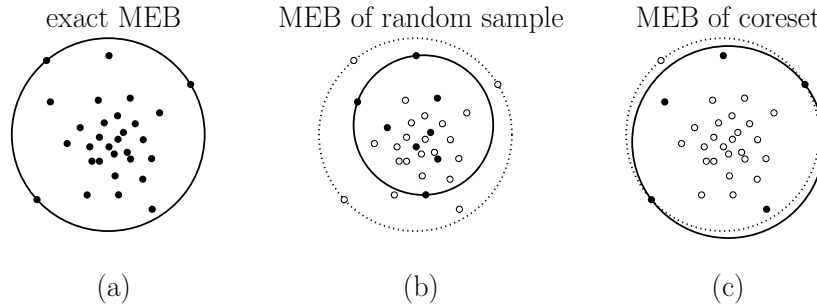 exact MEB
MEB of random sample
MEB of coreset
(a)
(b)
(c)